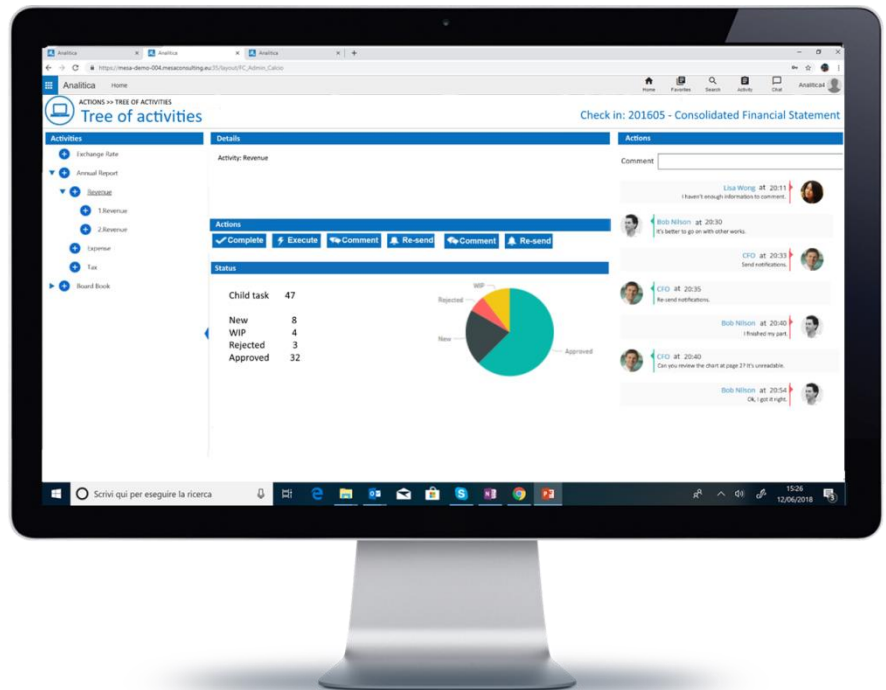 Analitica
Analitica
Analitica
https://mesa-demo-004.mesaconsulting.eu:35/layout/FC_Admin_Calcio
Analitica Home
Home Favorites Search Activity Chat Analitica4
ACTIONS >> TREE OF ACTIVITIES
Tree of activities
Check in: 201605 - Consolidated Financial Statement
Activities
Exchange Rate
Annual Report
Revenue
1.Revenue
2.Revenue
Expense
Tax
Board Book
Details
Activity: Revenue
Actions
Complete Execute Comment Re-send Comment Re-send
Status
Child task 47
New 8
WIP 4
Rejected 3
Approved 32
WIP
Rejected
New
Approved
Actions
Comment
Lisa Wong at 20:11
I haven't enough information to comment.
Bob Nilson at 20:30
It's better to go on with other works.
CFO at 20:33
Send notifications.
CFO at 20:35
Re-send notifications.
Bob Nilson at 20:40
I finished my part.
CFO at 20:40
Can you review the chart at page 2? It's unreadable.
Bob Nilson at 20:54
Ok, I got it right.
Scrivi qui per eseguire la ricerca
15:26
12/06/2018